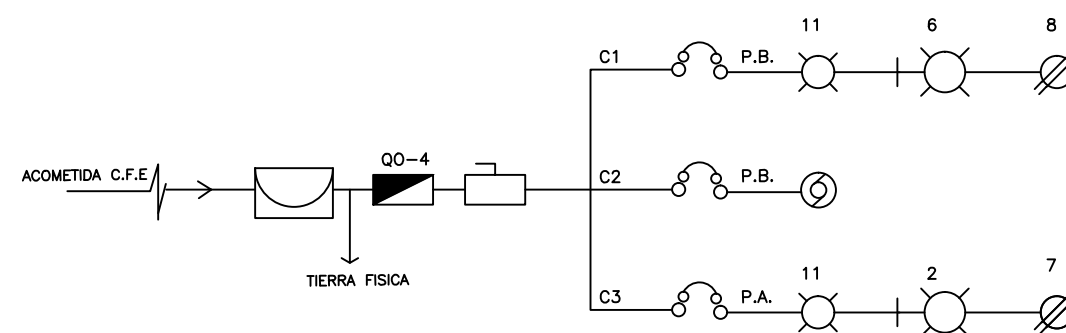 11 6 8
C1 P.B.
QO-4
ACOMETIDA C.F.E
C2 P.B.
TIERRA FISICA
11 2 7
C3 P.A.